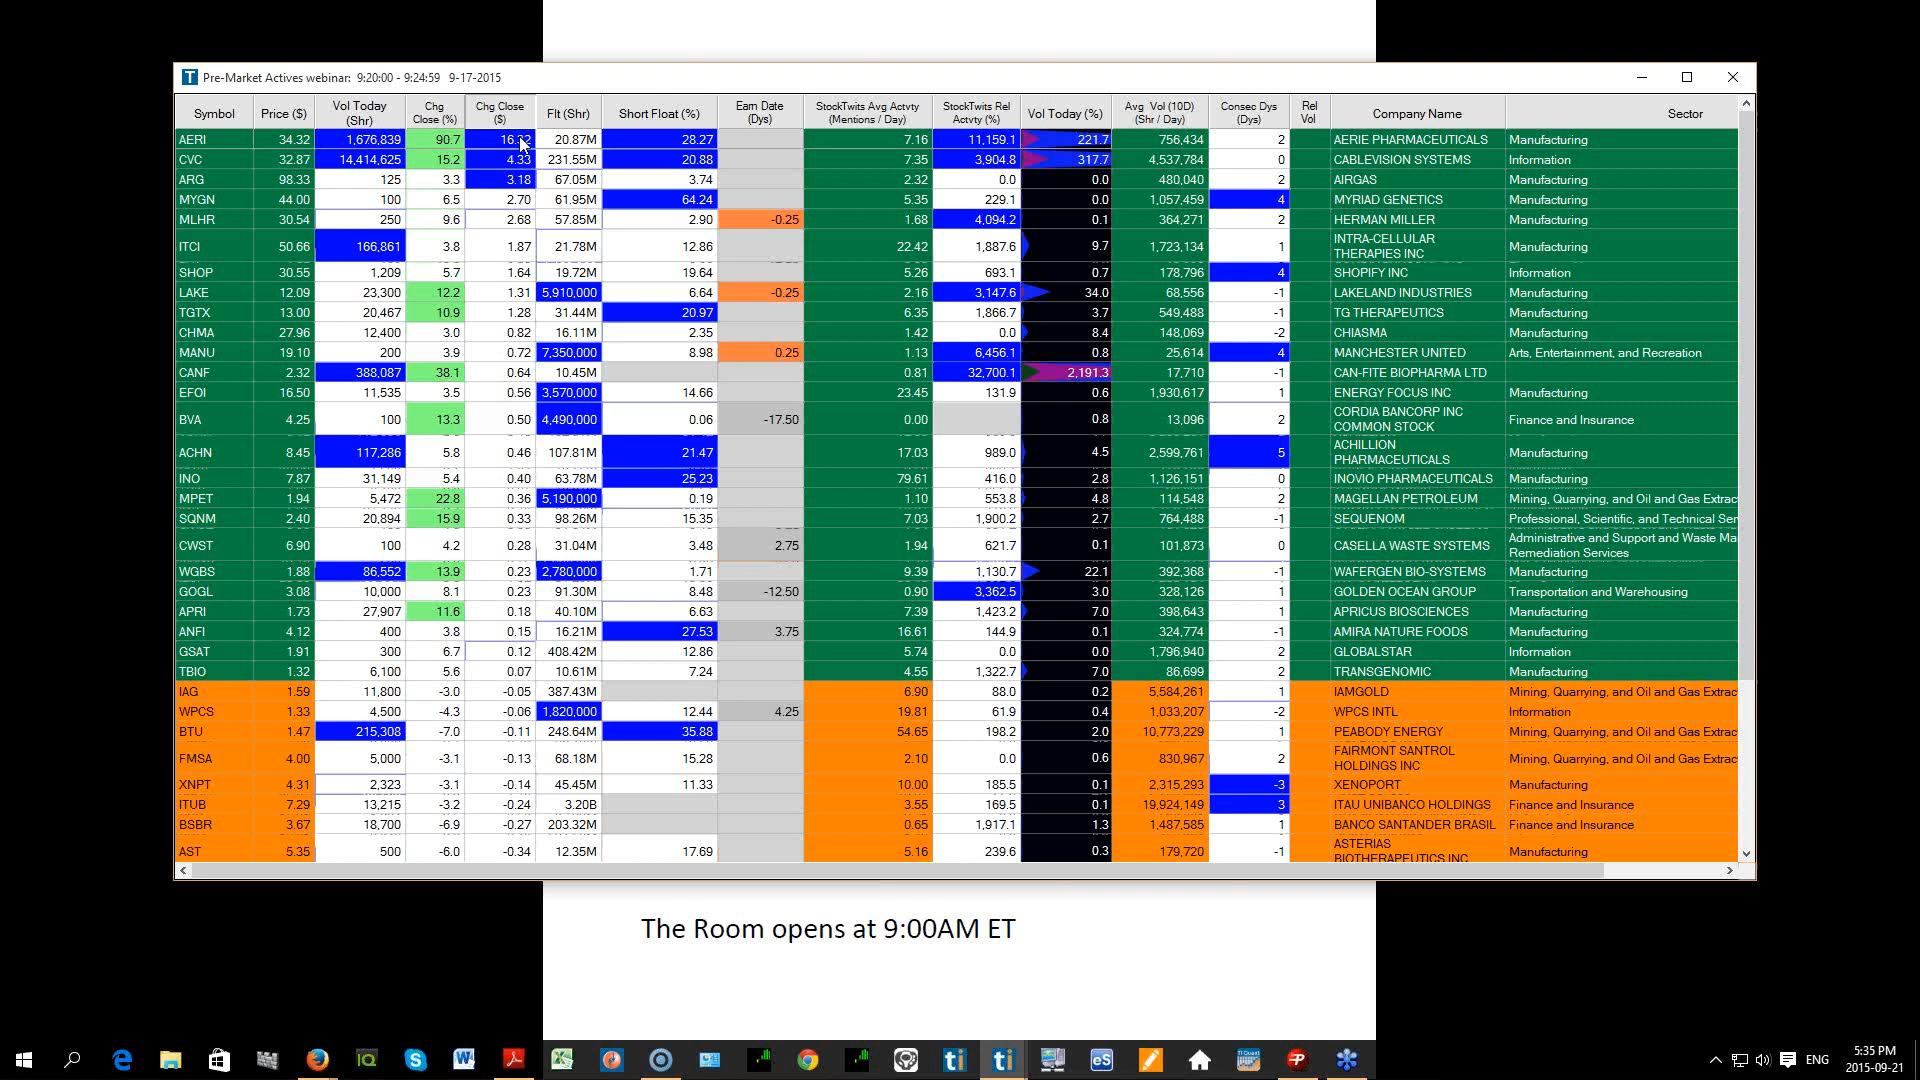 Pre-Market Actives webinar: 9:20:00 - 9:24:59 9-17-2015
Symbol Price ($) Vol Today (Shr) Chg Close (%) Chg Close ($) Flt (Shr) Short Float (%) Earn Date (Dys) StockTwits Avg Actvty (Mentions / Day) StockTwits Rel Actvty (%) Vol Today (%) Avg Vol (10D) (Shr / Day) Consec Dys (Dys) Rel Vol Company Name Sector
AERI 34.32 1,676,839 90.7 20.87M 28.27 7.16 11,159.1 221.7 756,434 2 AERIE PHARMACEUTICALS Manufacturing
CVC 32.87 14,414,625 15.2 4.33 231.55M 20.88 7.35 3,904.8 317.7 4,537,784 0 CABLEVISION SYSTEMS Information
ARG 98.33 125 3.3 3.18 67.05M 3.74 2.32 0.0 0.0 480,040 2 AIRGAS Manufacturing
MYGN 44.00 100 6.5 2.70 61.95M 64.24 5.35 229.1 0.0 1,057,459 4 MYRIAD GENETICS Manufacturing
MLHR 30.54 250 9.6 2.68 57.85M 2.90 -0.25 1.68 4,094.2 0.1 364,271 2 HERMAN MILLER Manufacturing
ITCI 50.66 166,861 3.8 1.87 21.78M 12.86 22.42 1,887.6 9.7 1,723,134 1 INTRA-CELLULAR THERAPIES INC Manufacturing
SHOP 30.55 1,209 5.7 1.64 19.72M 19.64 5.26 693.1 0.7 178,796 4 SHOPIFY INC Information
LAKE 12.09 23,300 12.2 1.31 5,910,000 6.64 -0.25 2.16 3,147.6 34.0 68,556 -1 LAKELAND INDUSTRIES Manufacturing
TGTX 13.00 20,467 10.9 1.28 31.44M 20.97 6.35 1,866.7 3.7 549,488 -1 TG THERAPEUTICS Manufacturing
CHMA 27.96 12,400 3.0 0.82 16.11M 2.35 1.42 0.0 8.4 148,069 -2 CHIASMA Manufacturing
MANU 19.10 200 3.9 0.72 7,350,000 8.98 0.25 1.13 6,456.1 0.8 25,614 4 MANCHESTER UNITED Arts, Entertainment, and Recreation
CANF 2.32 388,087 38.1 0.64 10.45M 0.81 32,700.1 2,191.3 17,710 -1 CAN-FITE BIOPHARMA LTD
EFOI 16.50 11,535 3.5 0.56 3,570,000 14.66 23.45 131.9 0.6 1,930,617 1 ENERGY FOCUS INC Manufacturing
BVA 4.25 100 13.3 0.50 4,490,000 0.06 -17.50 0.00 0.8 13,096 2 CORDIA BANCORP INC COMMON STOCK Finance and Insurance
ACHN 8.45 117,286 5.8 0.46 107.81M 21.47 17.03 989.0 4.5 2,599,761 5 ACHILLION PHARMACEUTICALS Manufacturing
INO 7.87 31,149 5.4 0.40 63.78M 25.23 79.61 416.0 2.8 1,126,151 0 INOVIO PHARMACEUTICALS Manufacturing
MPET 1.94 5,472 22.8 0.36 5,190,000 0.19 1.10 553.8 4.8 114,548 2 MAGELLAN PETROLEUM Mining, Quarrying, and Oil and Gas Extrac
SQNM 2.40 20,894 15.9 0.33 98.26M 15.35 7.03 1,900.2 2.7 764,488 -1 SEQUENOM Professional, Scientific, and Technical Ser
CWST 6.90 100 4.2 0.28 31.04M 3.48 2.75 1.94 621.7 0.1 101,873 0 CASELLA WASTE SYSTEMS Administrative and Support and Waste Ma Remediation Services
WGBS 1.88 86,552 13.9 0.23 2,780,000 1.71 9.39 1,130.7 22.1 392,368 -1 WAFERGEN BIO-SYSTEMS Manufacturing
GOGL 3.08 10,000 8.1 0.23 91.30M 8.48 -12.50 0.90 3,362.5 3.0 328,126 1 GOLDEN OCEAN GROUP Transportation and Warehousing
APRI 1.73 27,907 11.6 0.18 40.10M 6.63 7.39 1,423.2 7.0 398,643 1 APRICUS BIOSCIENCES Manufacturing
ANFI 4.12 400 3.8 0.15 16.21M 27.53 3.75 16.61 144.9 0.1 324,774 -1 AMIRA NATURE FOODS Manufacturing
GSAT 1.91 300 6.7 0.12 408.42M 12.86 5.74 0.0 0.0 1,796,940 2 GLOBALSTAR Information
TBIO 1.32 6,100 5.6 0.07 10.61M 7.24 4.55 1,322.7 7.0 86,699 2 TRANSGENOMIC Manufacturing
IAG 1.59 11,800 -3.0 -0.05 387.43M 6.90 88.0 0.2 5,584,261 1 IAMGOLD Mining, Quarrying, and Oil and Gas Extrac
WPCS 1.33 4,500 -4.3 -0.06 1,820,000 12.44 4.25 19.81 61.9 0.4 1,033,207 -2 WPCS INTL Information
BTU 1.47 215,308 -7.0 -0.11 248.64M 35.88 54.65 198.2 2.0 10,773,229 1 PEABODY ENERGY Mining, Quarrying, and Oil and Gas Extrac
FMSA 4.00 5,000 -3.1 -0.13 68.18M 15.28 2.10 0.0 0.6 830,967 2 FAIRMONT SANTROL HOLDINGS INC Mining, Quarrying, and Oil and Gas Extrac
XNPT 4.31 2,323 -3.1 -0.14 45.45M 11.33 10.00 185.5 0.1 2,315,293 -3 XENOPORT Manufacturing
ITUB 7.29 13,215 -3.2 -0.24 3.20B 3.55 169.5 0.1 19,924,149 3 ITAU UNIBANCO HOLDINGS Finance and Insurance
BSBR 3.67 18,700 -6.9 -0.27 203.32M 0.65 1,917.1 1.3 1,487,585 1 BANCO SANTANDER BRASIL Finance and Insurance
AST 5.35 500 -6.0 -0.34 12.35M 17.69 5.16 239.6 0.3 179,720 -1 ASTERIAS BIOTHERAPEUTICS INC Manufacturing
The Room opens at 9:00AM ET
ENG 5:35 PM
2015-09-21